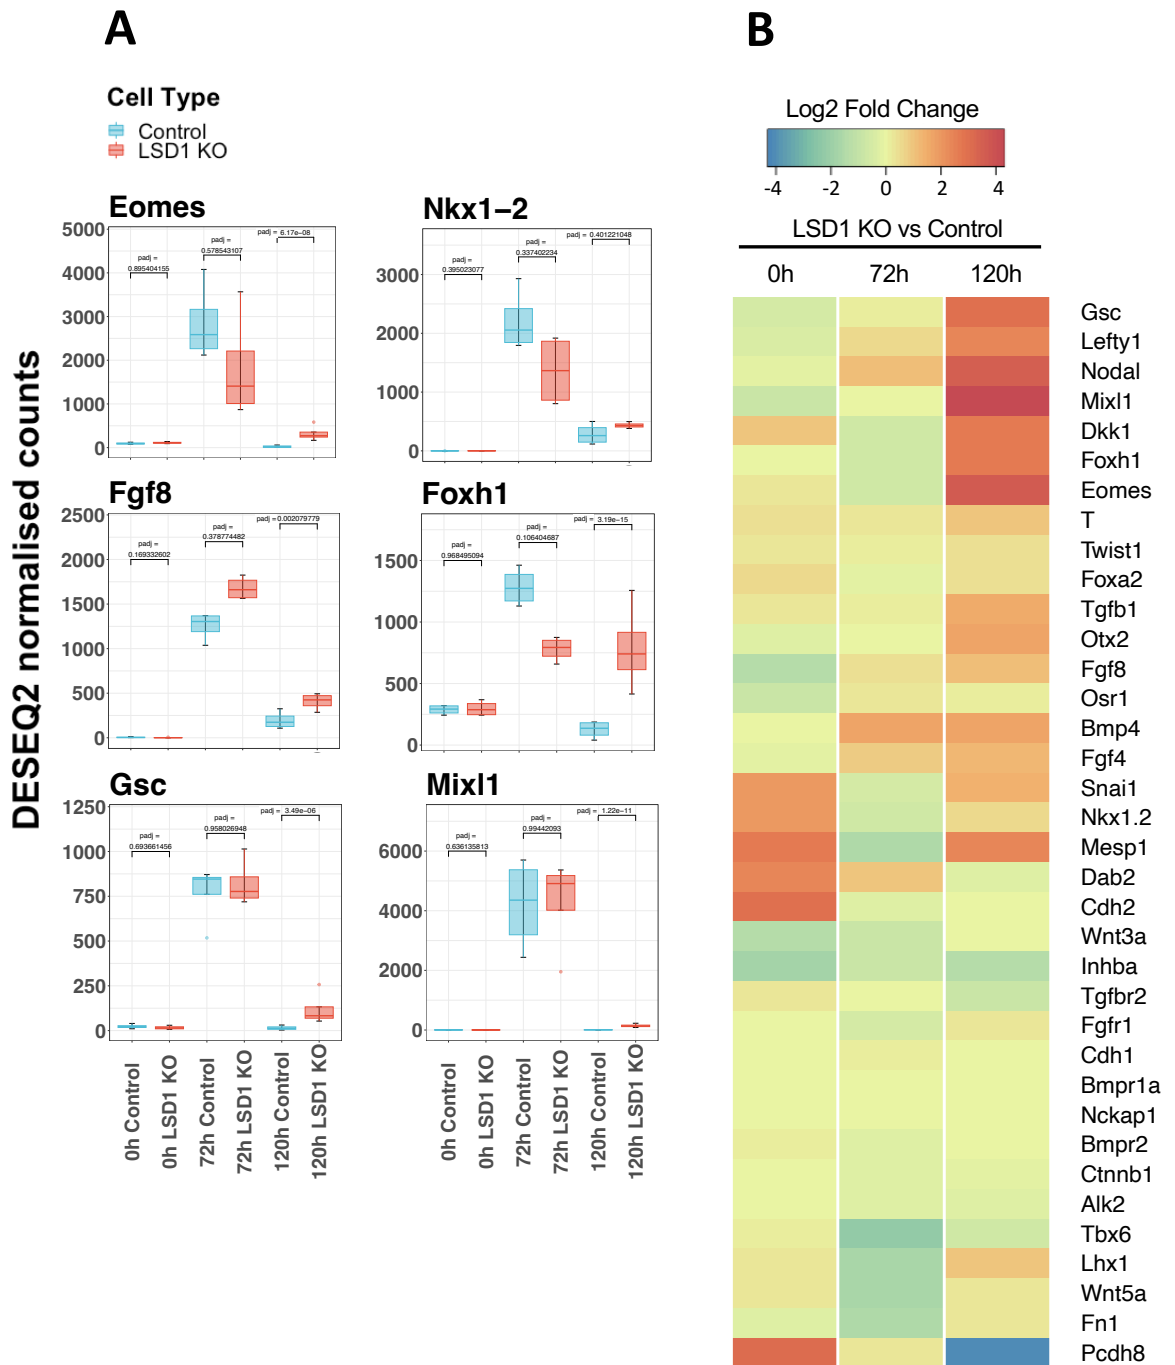 A
B
Cell Type
Control
LSD1 KO
DESEQ2 normalised counts
Eomes
5000
4000
3000
2000
1000
0
padj =
0.895404155
padj =
0.578543107
padj = 6.17e-08
Nkx1-2
3000
2000
1000
0
padj =
0.395023077
padj =
0.337402234
padj = 0.401221048
Fgf8
2500
2000
1500
1000
500
0
padj =
0.169332602
padj =
0.378774482
padj = 0.002079779
Foxh1
1500
1000
500
0
padj =
0.968495094
padj =
0.106404687
padj = 3.19e-15
Gsc
1250
1000
750
500
250
0
padj =
0.693661456
padj =
0.958026948
padj = 3.49e-06
Mixl1
6000
4000
2000
0
padj =
0.636135813
padj =
0.99442093
padj = 1.22e-11
0h Control
0h LSD1 KO
72h Control
72h LSD1 KO
120h Control
120h LSD1 KO
0h Control
0h LSD1 KO
72h Control
72h LSD1 KO
120h Control
120h LSD1 KO
Log2 Fold Change
-4 -2 0 2 4
LSD1 KO vs Control
0h 72h 120h
Gsc
Lefty1
Nodal
Mixl1
Dkk1
Foxh1
Eomes
T
Twist1
Foxa2
Tgfb1
Otx2
Fgf8
Osr1
Bmp4
Fgf4
Snai1
Nkx1.2
Mesp1
Dab2
Cdh2
Wnt3a
Inhba
Tgfbr2
Fgfr1
Cdh1
Bmpr1a
Nckap1
Bmpr2
Ctnnb1
Alk2
Tbx6
Lhx1
Wnt5a
Fn1
Pcdh8